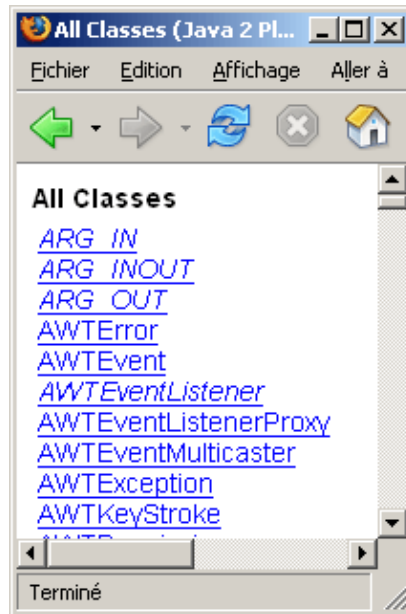 All Classes (Java 2 Pl...
Fichier Edition Affichage Aller à
All Classes
ARG_IN
ARG_INOUT
ARG_OUT
AWTError
AWTEvent
AWTEventListener
AWTEventListenerProxy
AWTEventMulticaster
AWTException
AWTKeyStroke
Terminé